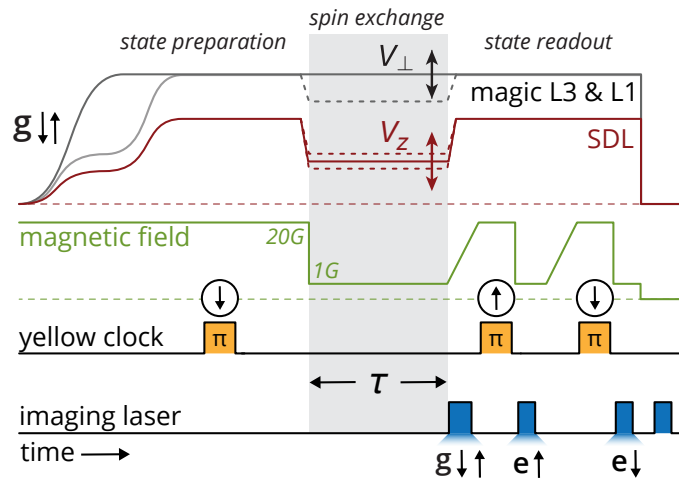 spin exchange
state preparation
state readout
V⊥
magic L3 & L1
g↓↑
Vz
SDL
magnetic field
20G
1G
↓
↑
↓
yellow clock
π
π
π
← τ →
imaging laser
time →
g↓↑
e↑
e↓